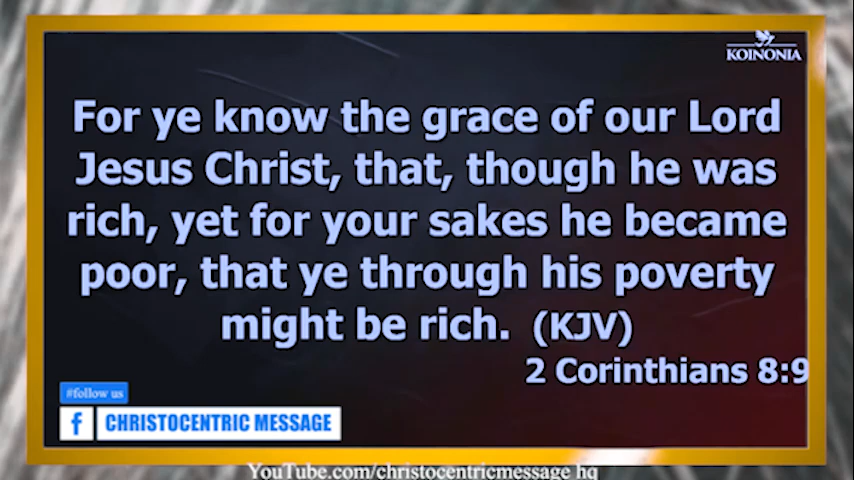 KOINONIA
For ye know the grace of our Lord
Jesus Christ, that, though he was
rich, yet for your sakes he became
poor, that ye through his poverty
might be rich. (KJV)
2 Corinthians 8:9
#follow us
f CHRISTOCENTRIC MESSAGE
YouTube.com/christocentricmessage hq